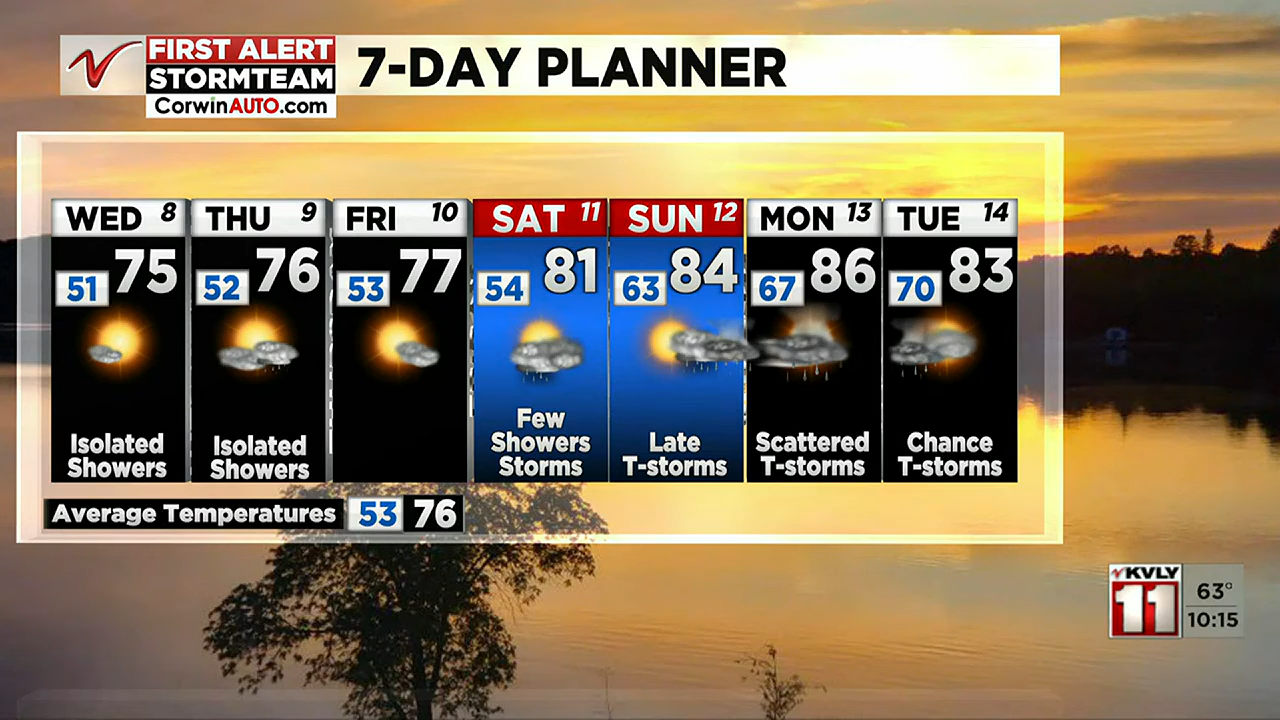 FIRST ALERT
STORMTEAM
CorwinAUTO.com
7-DAY PLANNER
WED 8
51 75
Isolated
Showers
THU 9
52 76
Isolated
Showers
FRI 10
53 77
SAT 11
54 81
Few
Showers
Storms
SUN 12
63 84
Late
T-storms
MON 13
67 86
Scattered
T-storms
TUE 14
70 83
Chance
T-storms
Average Temperatures 53 76
KVLY
11
63°
10:15